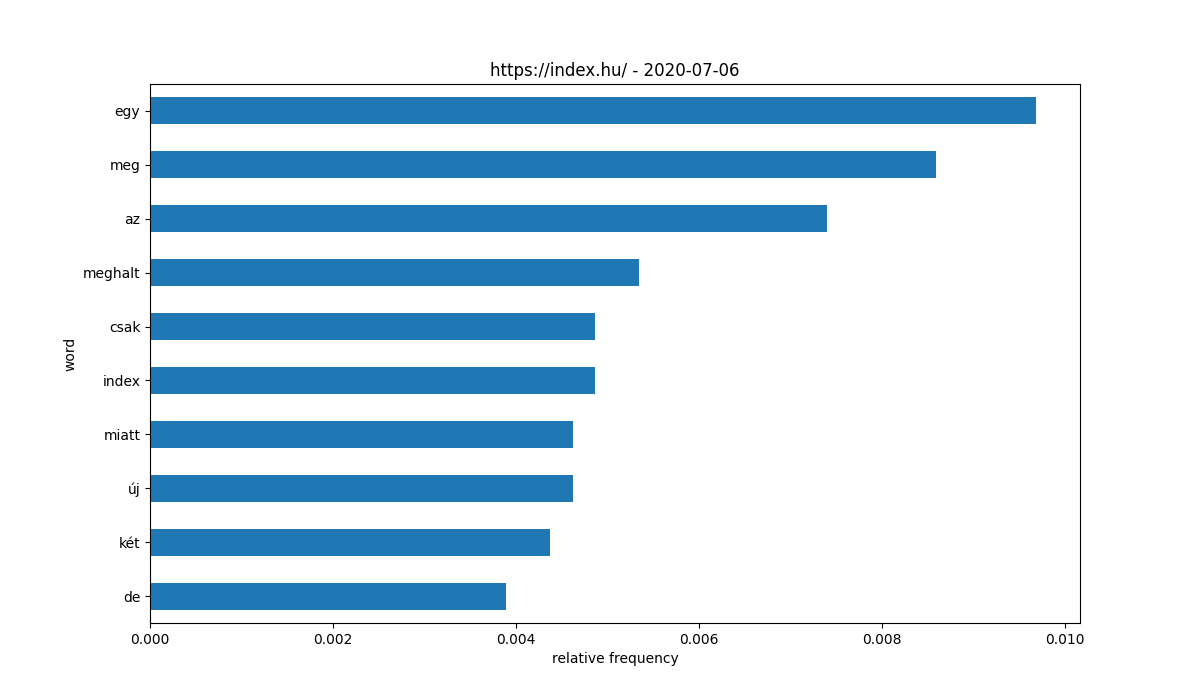 https://index.hu/ - 2020-07-06
egy
meg
az
meghalt
csak
index
miatt
új
két
de
word
0.000 0.002 0.004 0.006 0.008 0.010
relative frequency